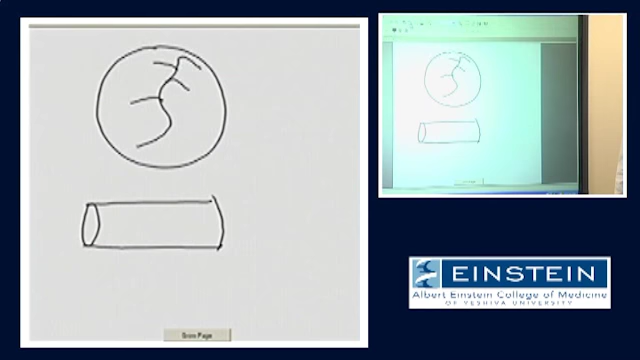 Save Page
EINSTEIN
Albert Einstein College of Medicine
OF YESHIVA UNIVERSITY